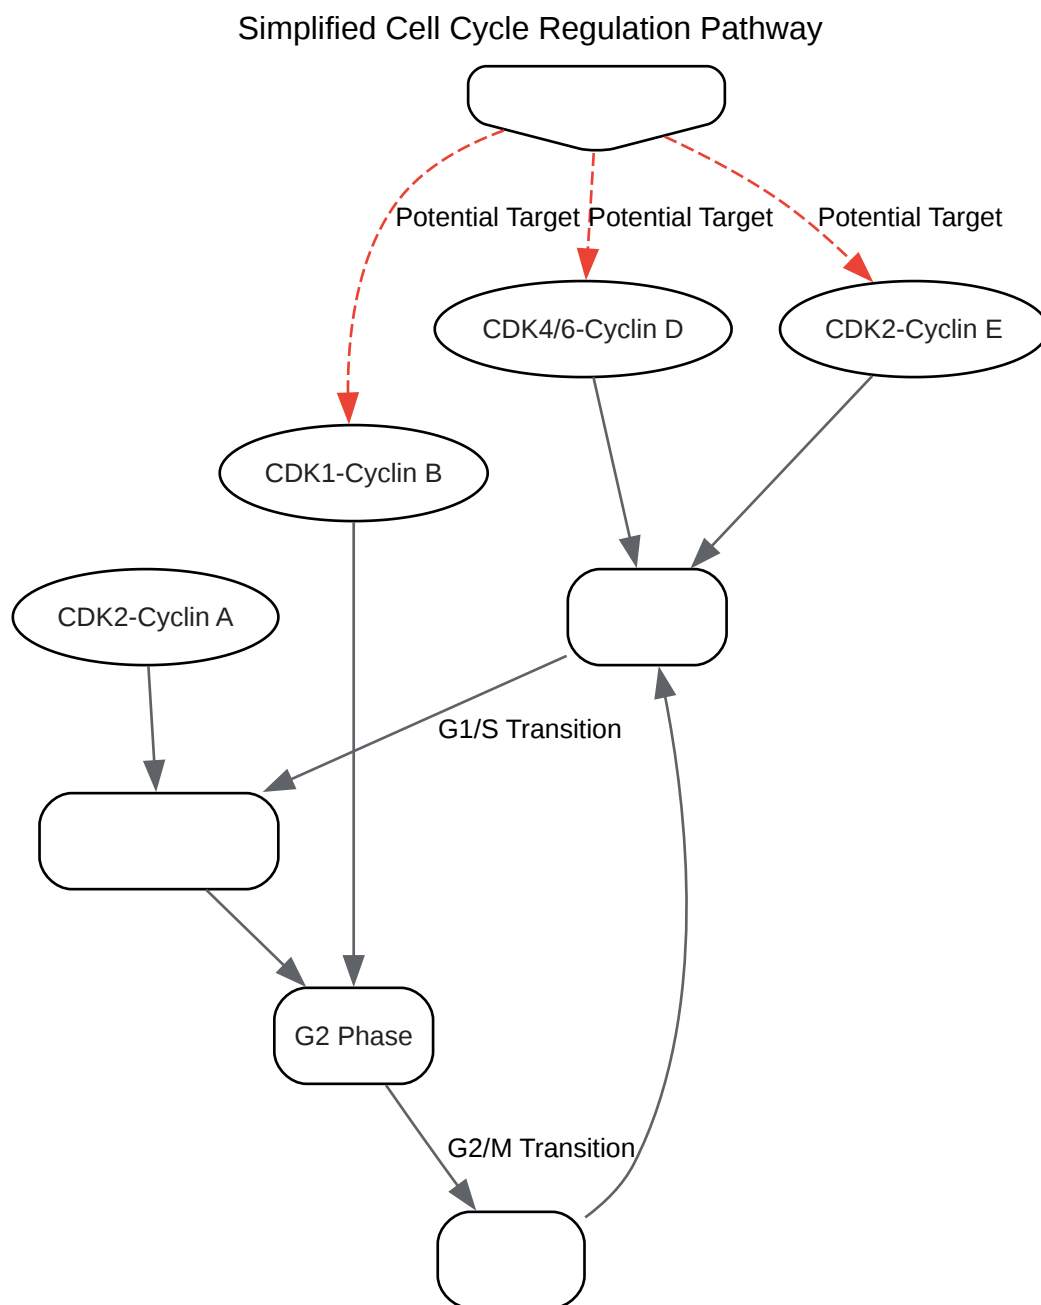 Simplified Cell Cycle Regulation Pathway
Potential Target Potential Target Potential Target
CDK4/6-Cyclin D
CDK2-Cyclin E
CDK1-Cyclin B
CDK2-Cyclin A
G1/S Transition
G2 Phase
G2/M Transition